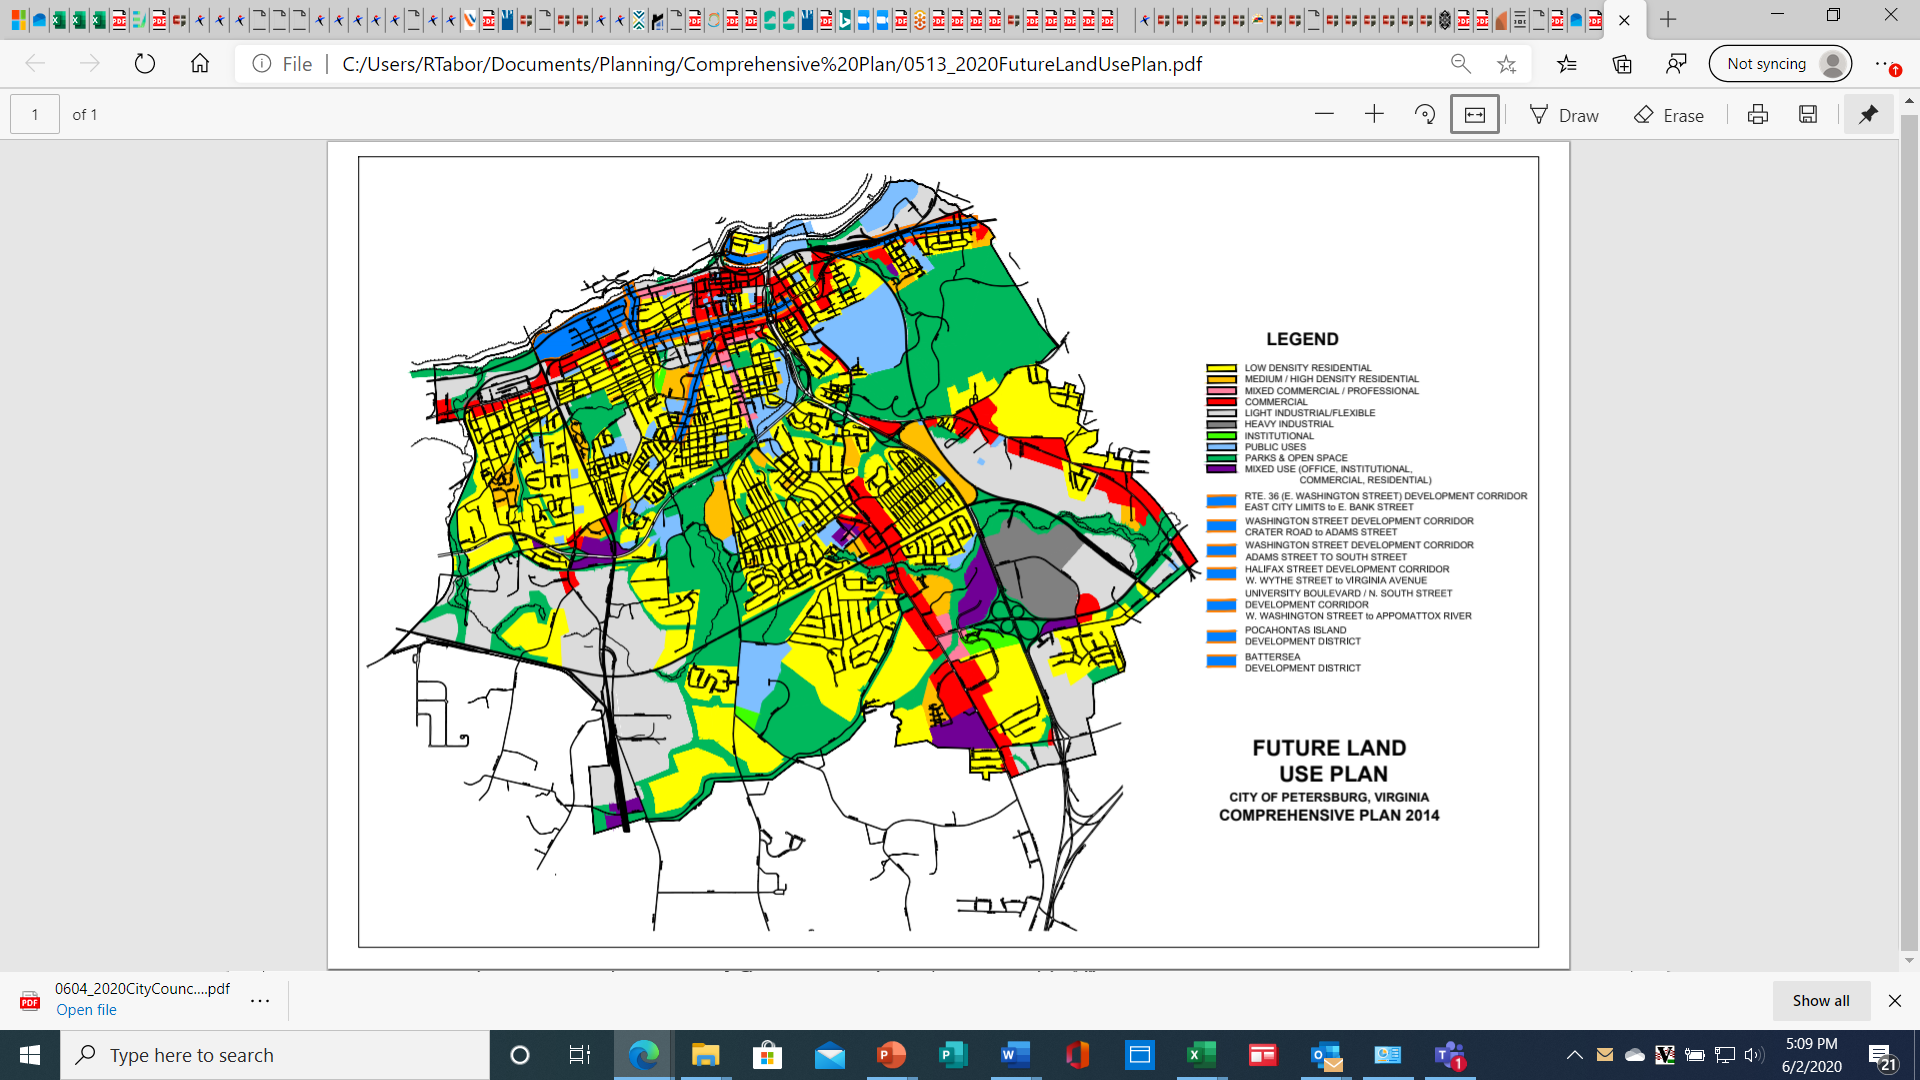 File
C:/Users/RTabor/Documents/Planning/Comprehensive%20Plan/0513_2020FutureLandUsePlan.pdf
Not syncing
1
of 1
Draw
Erase
LEGEND
LOW DENSITY RESIDENTIAL
MEDIUM / HIGH DENSITY RESIDENTIAL
MIXED COMMERCIAL / PROFESSIONAL
COMMERCIAL
LIGHT INDUSTRIAL/FLEXIBLE
HEAVY INDUSTRIAL
INSTITUTIONAL
PUBLIC USES
PARKS & OPEN SPACE
MIXED USE (OFFICE, INSTITUTIONAL,
COMMERCIAL, RESIDENTIAL)
RTE. 36 (E. WASHINGTON STREET) DEVELOPMENT CORRIDOR
EAST CITY LIMITS to E. BANK STREET
WASHINGTON STREET DEVELOPMENT CORRIDOR
CRATER ROAD to ADAMS STREET
WASHINGTON STREET DEVELOPMENT CORRIDOR
ADAMS STREET TO SOUTH STREET
HALIFAX STREET DEVELOPMENT CORRIDOR
W. WYTHE STREET to VIRGINIA AVENUE
UNIVERSITY BOULEVARD / N. SOUTH STREET
DEVELOPMENT CORRIDOR
W. WASHINGTON STREET to APPOMATTOX RIVER
POCAHONTAS ISLAND
DEVELOPMENT DISTRICT
BATTERSEA
DEVELOPMENT DISTRICT
FUTURE LAND
USE PLAN
CITY OF PETERSBURG, VIRGINIA
COMPREHENSIVE PLAN 2014
0604_2020CityCounc....pdf
Open file
Show all
Type here to search
5:09 PM
6/2/2020
21